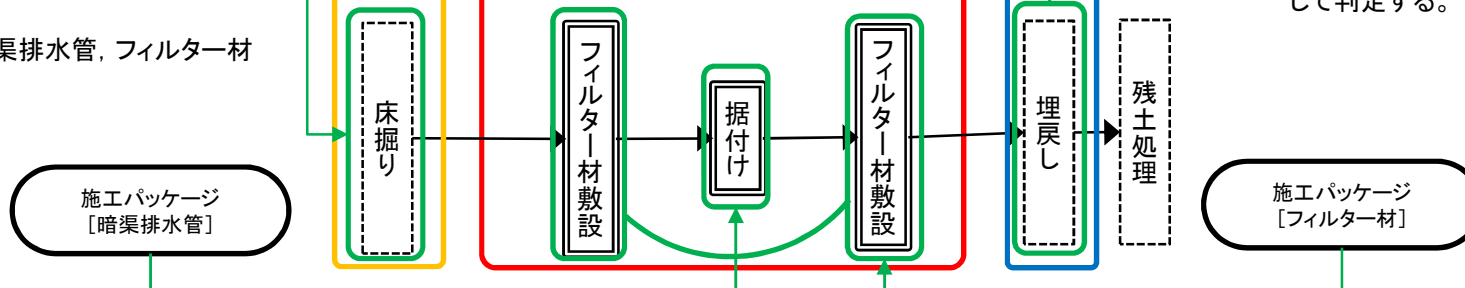 して判定する。
渠排水管, フィルター材
床掘り
フィルター材敷設
据付け
フィルター材敷設
埋戻し
残土処理
施工パッケージ
［暗渠排水管］
施工パッケージ
［フィルター材］